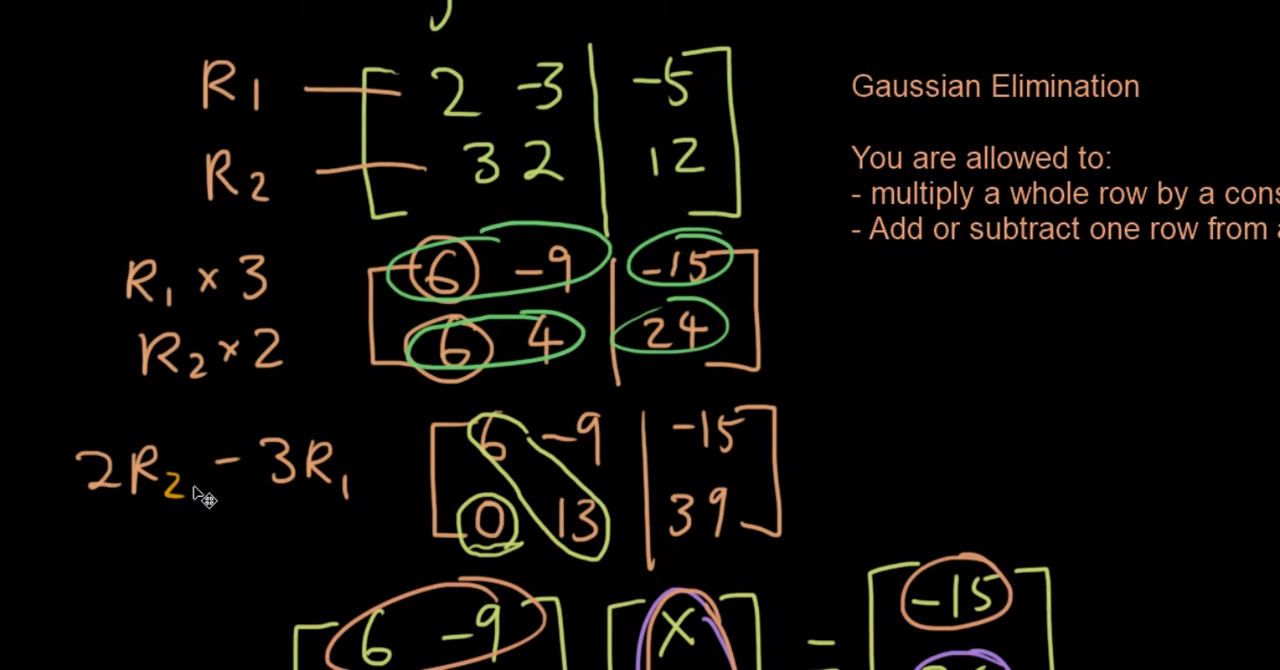 R1 2 -3 -5
R2 3 2 12
R1 × 3 6 -9 -15
R2 × 2 6 4 24
2R2 - 3R1 6 -9 -15
0 13 39
6 -9 x = -15
Gaussian Elimination
You are allowed to:
- multiply a whole row by a
- Add or subtract one row from